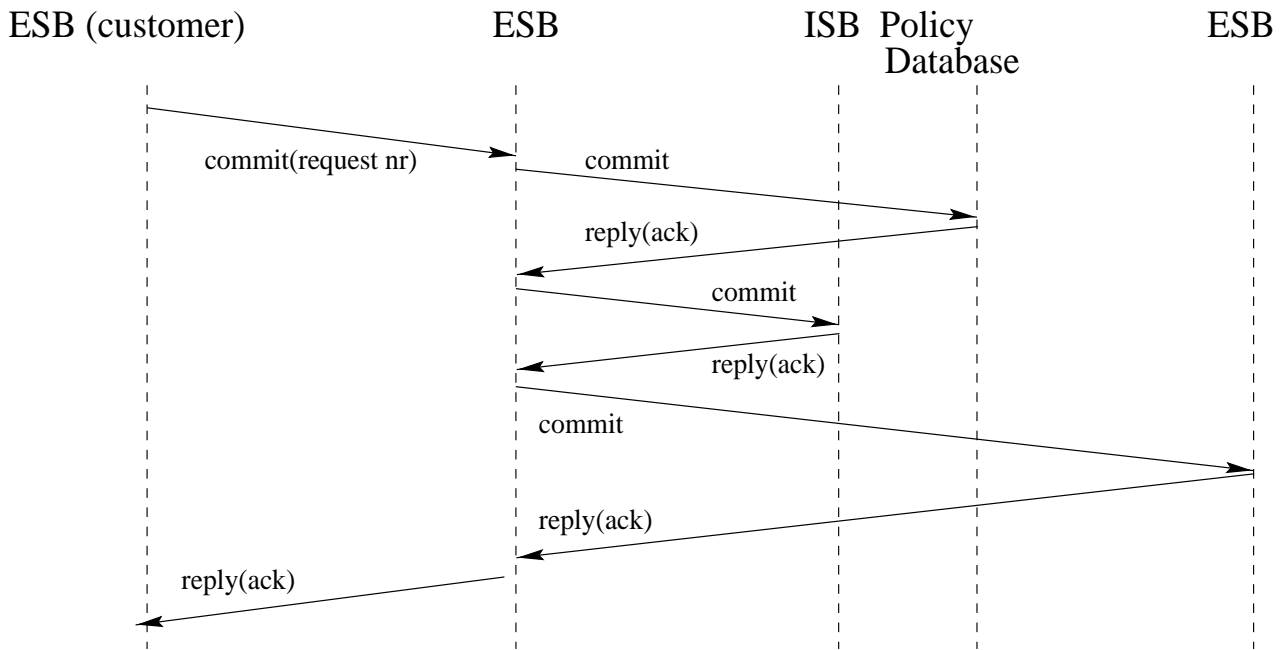 ESB (customer)
ESB
ISB
Policy
Database
ESB
commit(request nr)
commit
reply(ack)
commit
reply(ack)
commit
reply(ack)
reply(ack)